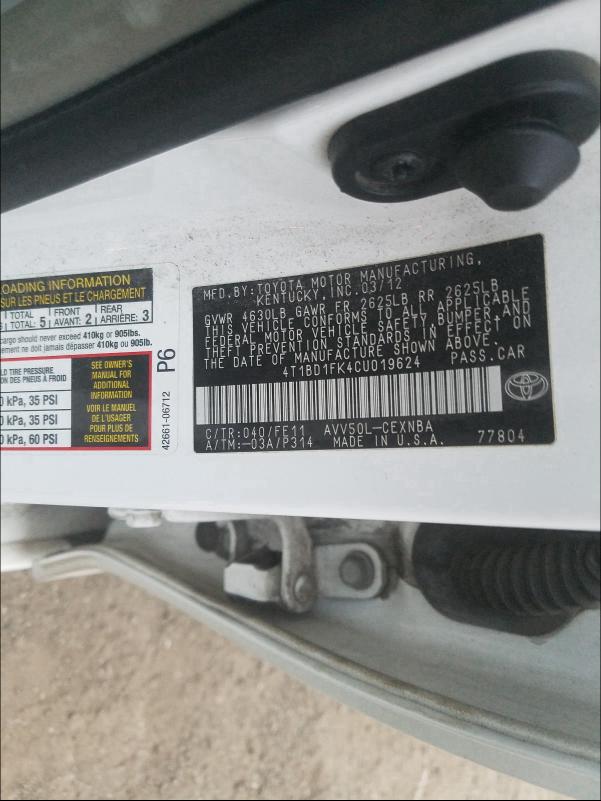 LOADING INFORMATION
SUR LES PNEUS ET LE CHARGEMENT
TOTAL FRONT REAR
TOTAL: 5 AVANT: 2 ARRIÈRE: 3
cargo should never exceed 410kg or 905lbs.
ne doit jamais dépasser 410kg ou 905lbs.
TIRE PRESSURE
DES PNEUS À FROID
kPa, 35 PSI
kPa, 35 PSI
kPa, 60 PSI
SEE OWNER'S
MANUAL FOR
ADDITIONAL
INFORMATION
VOIR LE MANUEL
DE L'USAGER
POUR PLUS DE
RENSEIGNEMENTS
P6
42661-06712
MFD.BY:TOYOTA MOTOR MANUFACTURING,
KENTUCKY, INC.03/12
GVWR 4630LB GAWR FR 2625LB RR 2625LB
THIS VEHICLE CONFORMS TO ALL APPLICABLE
FEDERAL MOTOR VEHICLE SAFETY,BUMPER,AND
THEFT PREVENTION STANDARDS IN EFFECT ON
THE DATE OF MANUFACTURE SHOWN ABOVE.
4T1BD1FK4CU019624 PASS.CAR
C/TR:040/FE11 AVV50L-CEXNBA
A/TM:-03A/P314 MADE IN U.S.A. 77804